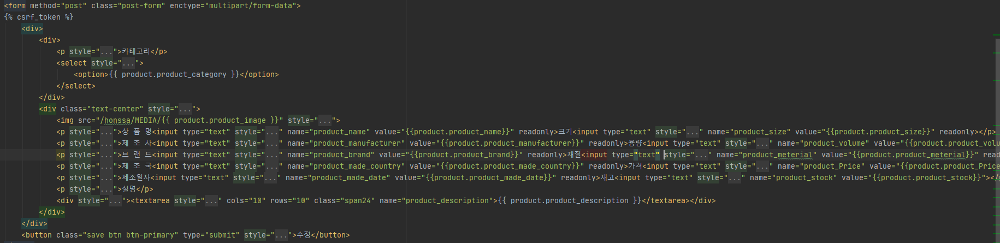 <form method="post" class="post-form" enctype="multipart/form-data">
{% csrf_token %}
<div>
<div>
<p style="...">카테고리</p>
<select style="...">
<option>{{ product.product_category }}</option>
</select>
</div>
<div class="text-center" style="...">
<img src="/honssa/MEDIA/{{ product.product_image }}" style="...">
<p style="...">상 품 명<input type="text" style="..." name="product_name" value="{{product.product_name}}" readonly>크기<input type="text" style="..." name="product_size" value="{{product.product_size}}" readonly></p>
<p style="...">제 조 사<input type="text" style="..." name="product_manufacturer" value="{{product.product_manufacturer}}" readonly>용량<input type="text" style="..." name="product_volume" value="{{product.product_volu
<p style="...">브 랜 드<input type="text" style="..." name="product_brand" value="{{product.product_brand}}" readonly>재질<input type="text" style="..." name="product_meterial" value="{{product.product_meterial}}" read
<p style="...">제 조 국<input type="text" style="..." name="product_made_country" value="{{product.product_made_country}}" readonly>가격<input type="text" style="..." name="product_Price" value="{{product.product_Price
<p style="...">제조일자<input type="text" style="..." name="product_made_date" value="{{product.product_made_date}}" readonly>재고<input type="text" style="..." name="product_stock" value="{{product.product_stock}}"></
<p style="...">설명</p>
<div style="..."><textarea style="..." cols="10" rows="10" class="span24" name="product_description">{{ product.product_description }}</textarea></div>
</div>
</div>
<button class="save btn btn-primary" type="submit" style="...">수정</button>